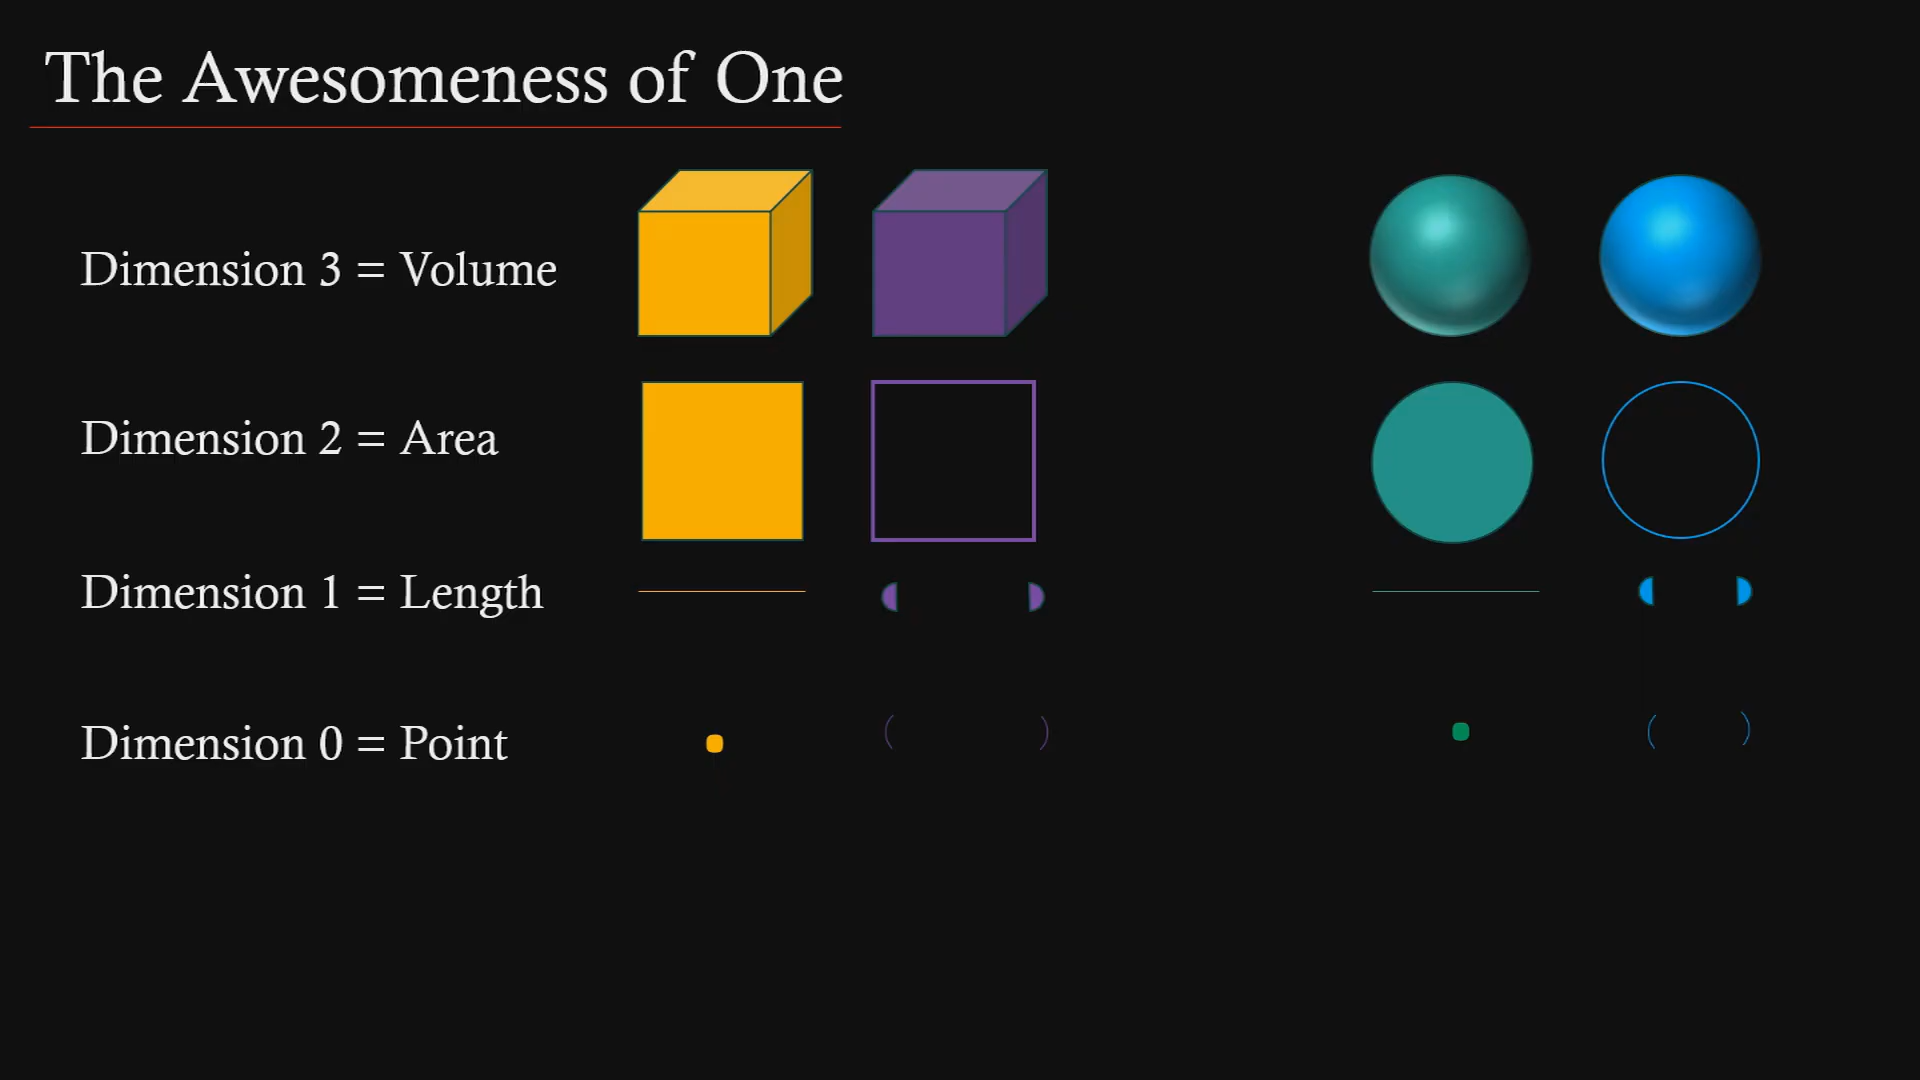 The Awesomeness of One
Dimension 3 = Volume
Dimension 2 = Area
Dimension 1 = Length
Dimension 0 = Point